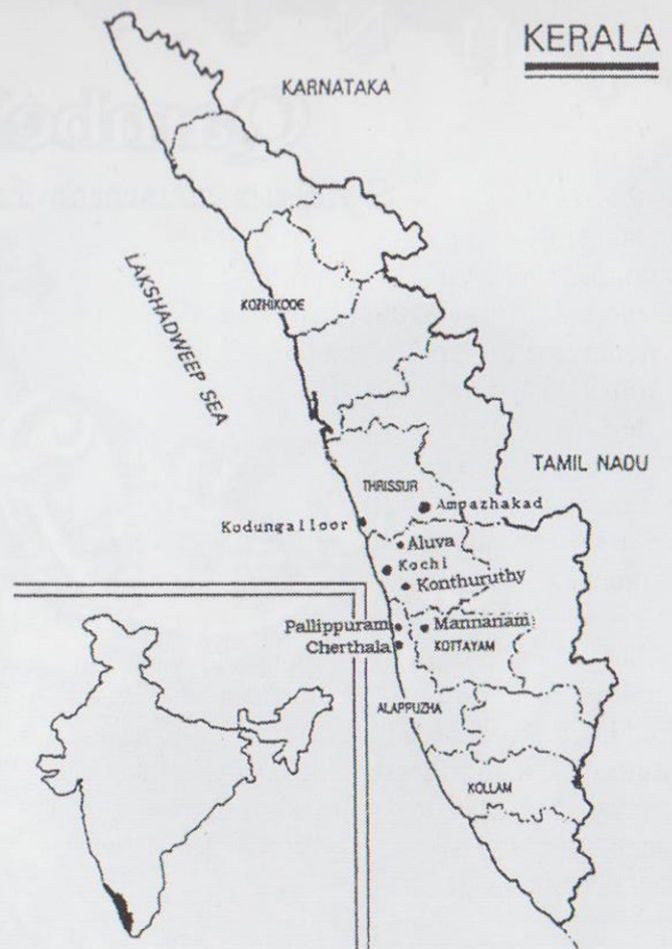 KERALA
KARNATAKA
LAKSHADWEEP SEA
KOZHIKODE
TAMIL NADU
THRISSUR
Ampazhakad
Kodungalloor
Aluva
Kochi
Konthuruthy
Pallippuram
Mannanam
Cherthala
KOTTAYAM
ALAPPUZHA
KOLLAM